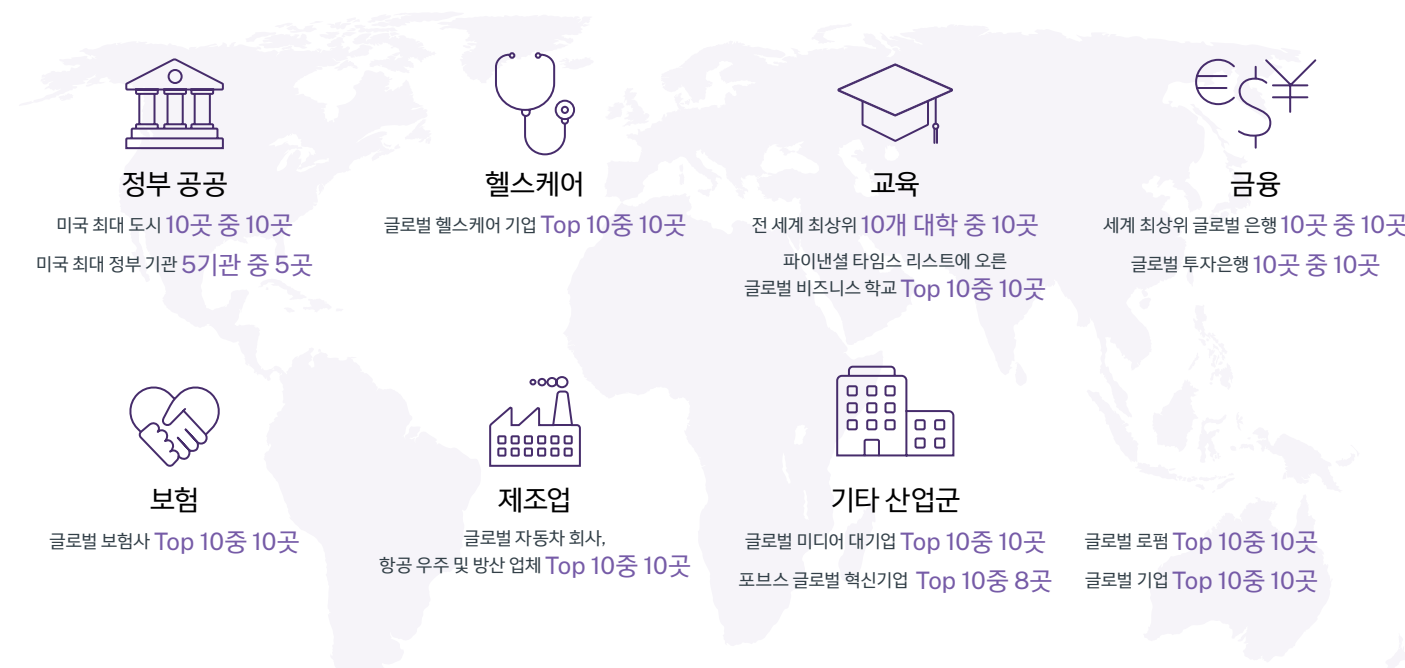 정부 공공
미국 최대 도시 10곳 중 10곳
미국 최대 정부 기관 5기관 중 5곳
헬스케어
글로벌 헬스케어 기업 Top 10중 10곳
교육
전 세계 최상위 10개 대학 중 10곳
파이낸셜 타임스 리스트에 오른
글로벌 비즈니스 학교 Top 10중 10곳
금융
세계 최상위 글로벌 은행 10곳 중 10곳
글로벌 투자은행 10곳 중 10곳
보험
글로벌 보험사 Top 10중 10곳
제조업
글로벌 자동차 회사,
항공 우주 및 방산 업체 Top 10중 10곳
기타 산업군
글로벌 미디어 대기업 Top 10중 10곳
포브스 글로벌 혁신기업 Top 10중 8곳
글로벌 로펌 Top 10중 10곳
글로벌 기업 Top 10중 10곳